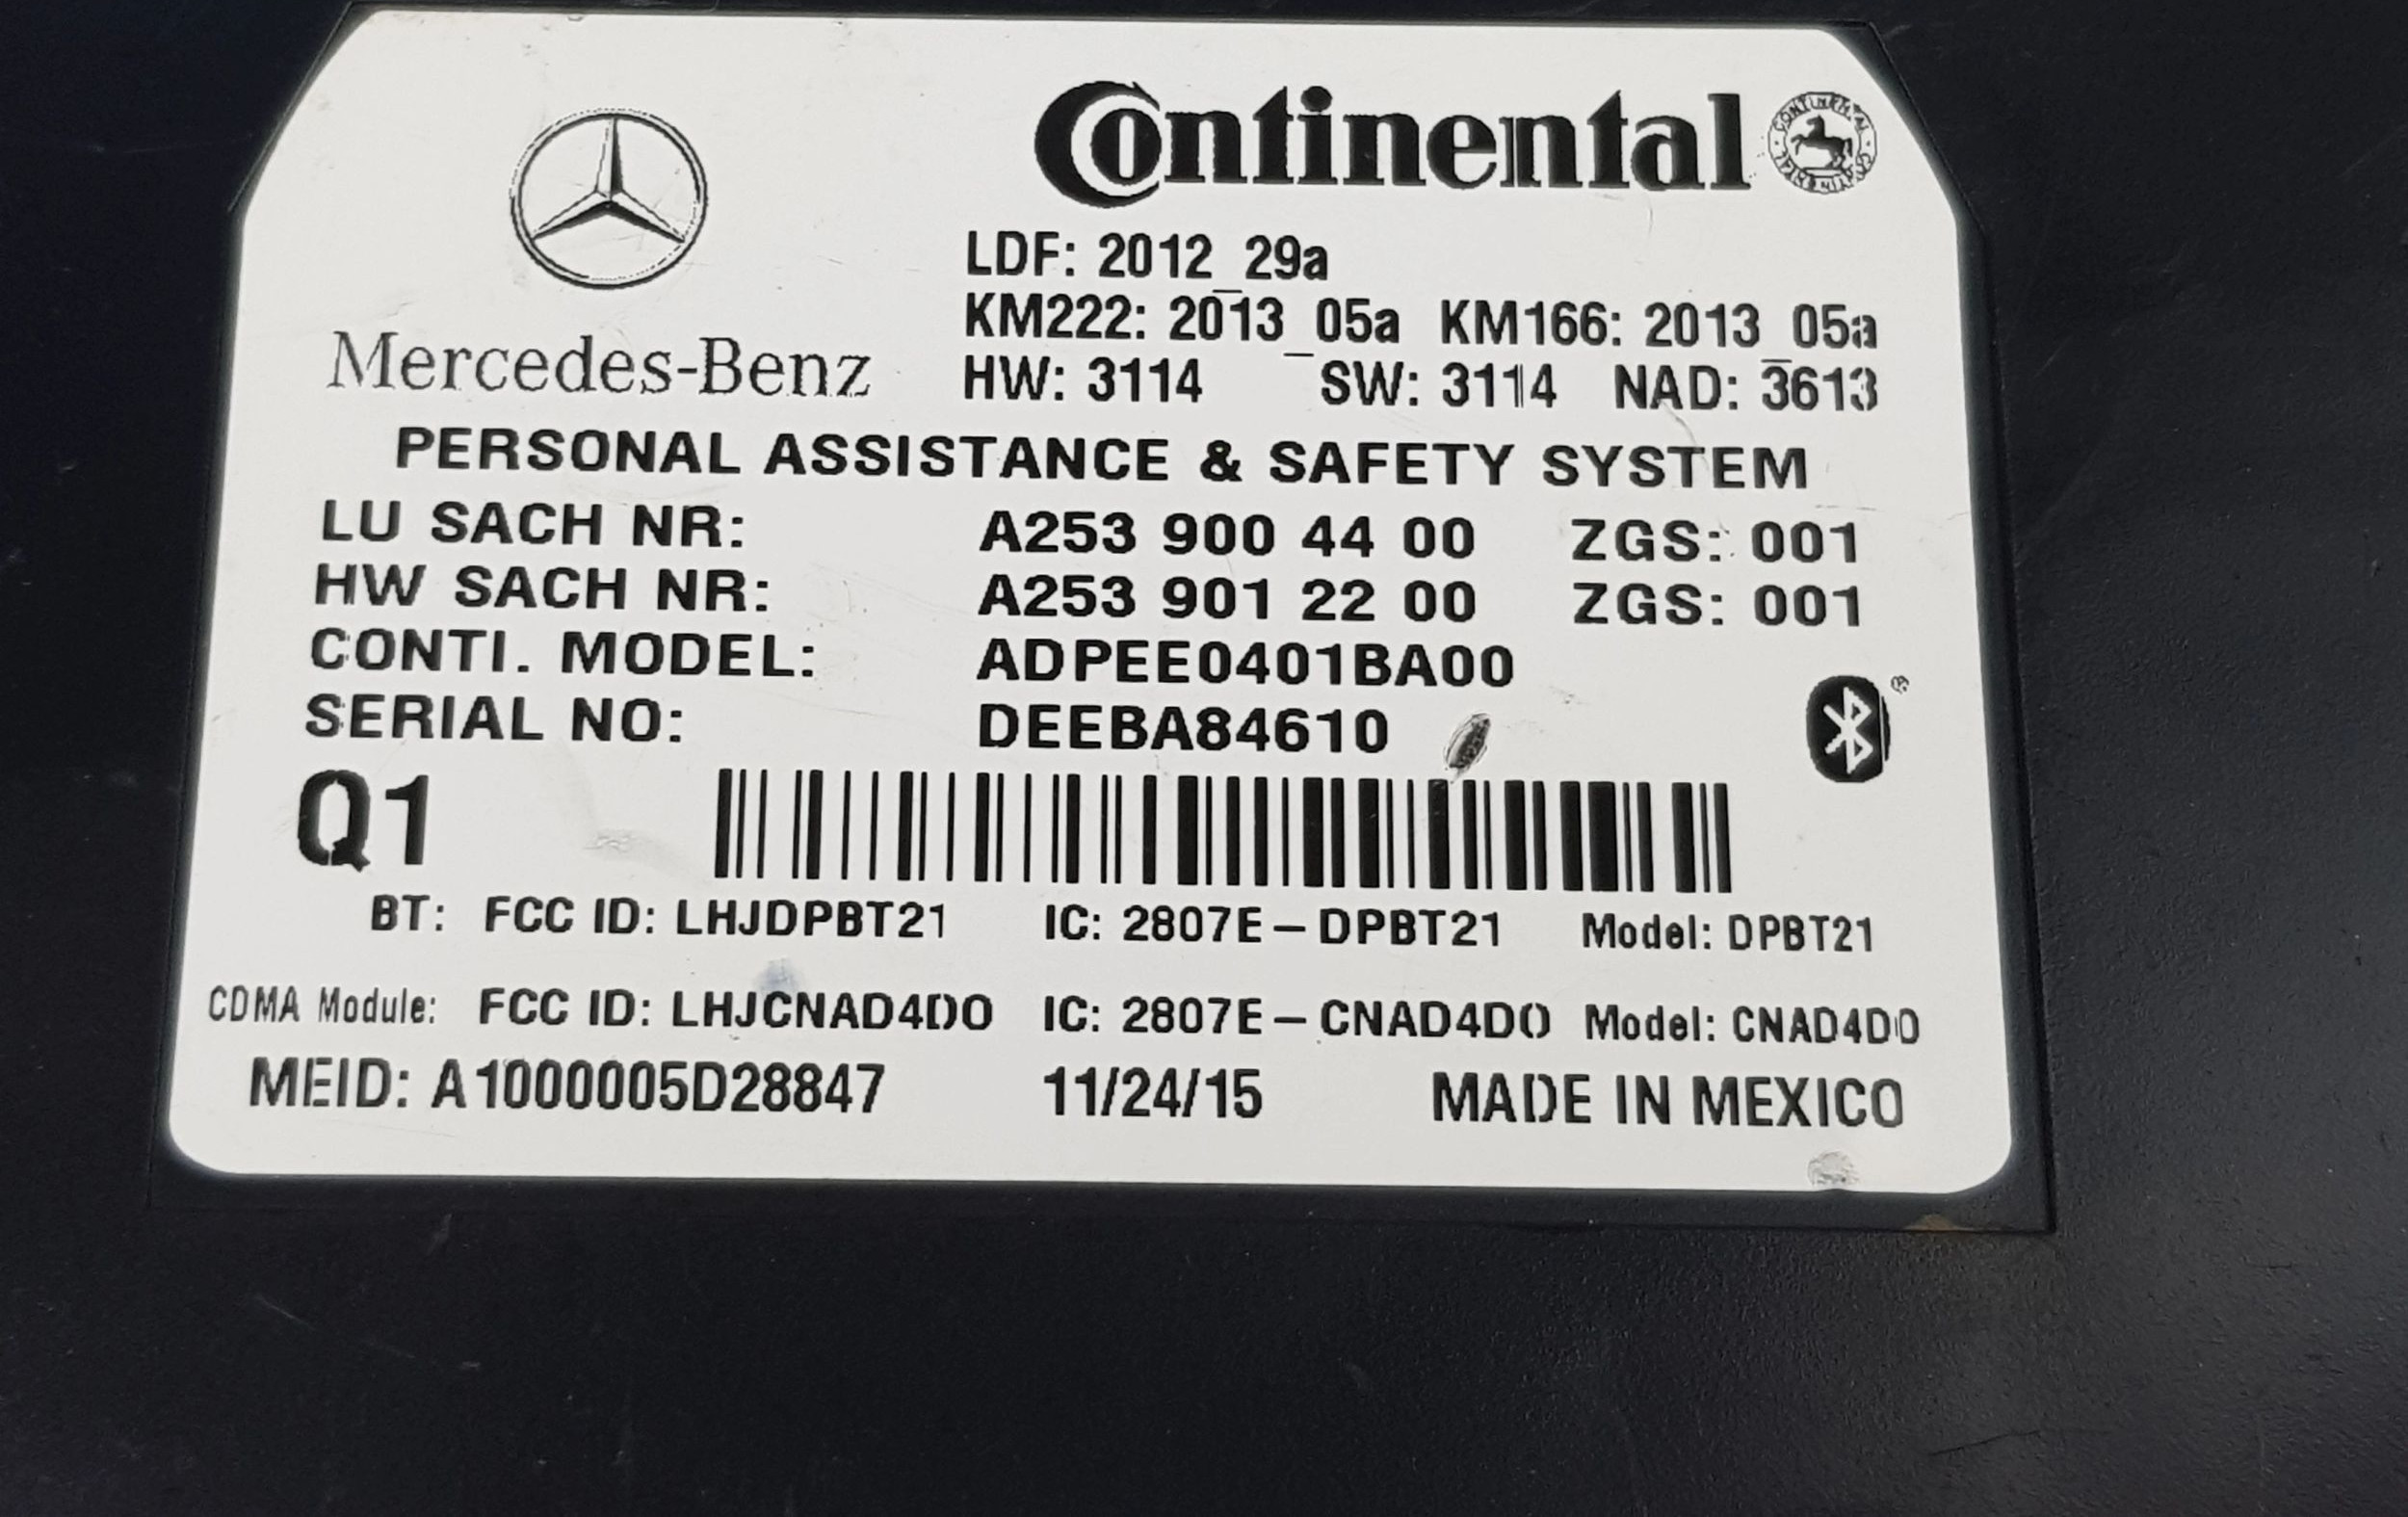 Continental
Mercedes-Benz
LDF: 2012_29a
KM222: 2013_05a KM166: 2013_05a
HW: 3114 SW: 3114 NAD: 3613
PERSONAL ASSISTANCE & SAFETY SYSTEM
LU SACH NR: A253 900 44 00 ZGS: 001
HW SACH NR: A253 901 22 00 ZGS: 001
CONTI. MODEL: ADPEE0401BA00
SERIAL NO: DEEBA84610
Q1
BT: FCC ID: LHJDPBT21 IC: 2807E-DPBT21 Model: DPBT21
CDMA Module: FCC ID: LHJCNAD4DO IC: 2807E-CNAD4DO Model: CNAD4DO
MEID: A1000005D28847 11/24/15 MADE IN MEXICO